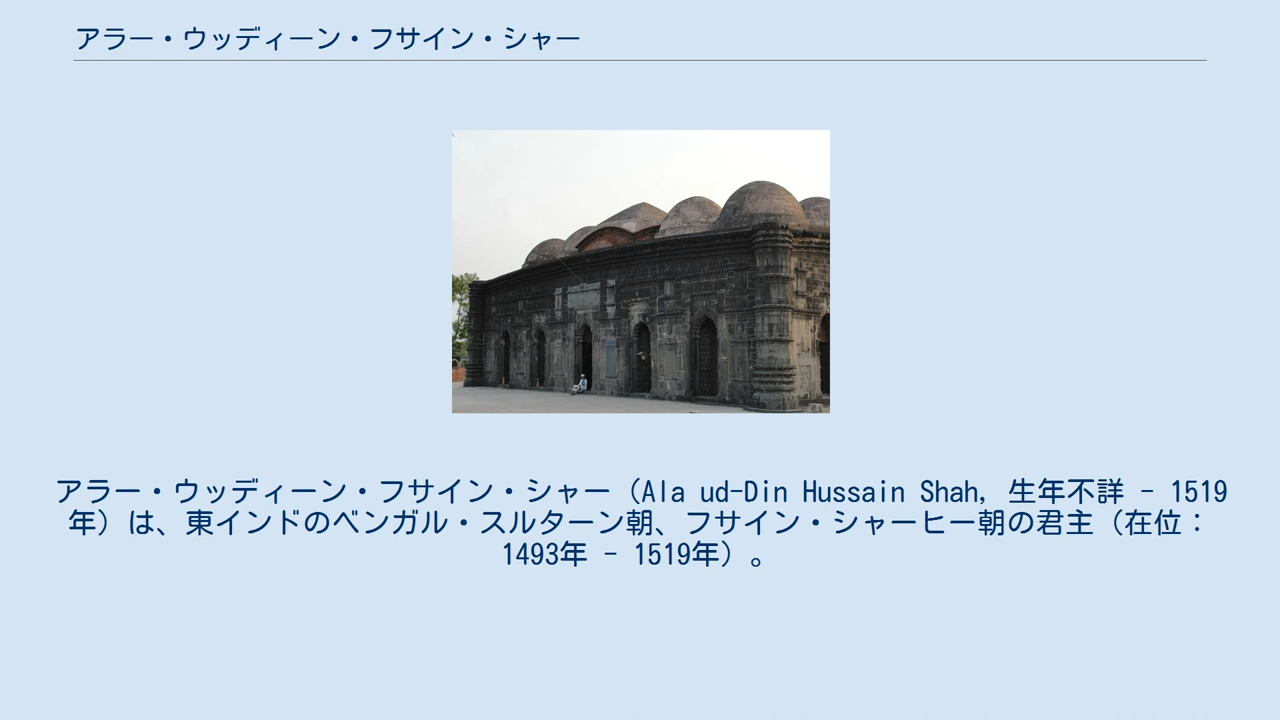 アラー・ウッディーン・フサイン・シャー
アラー・ウッディーン・フサイン・シャー（Ala ud-Din Hussain Shah, 生年不詳 - 1519
年）は、東インドのベンガル・スルターン朝、フサイン・シャーヒー朝の君主（在位：
1493年 - 1519年）。